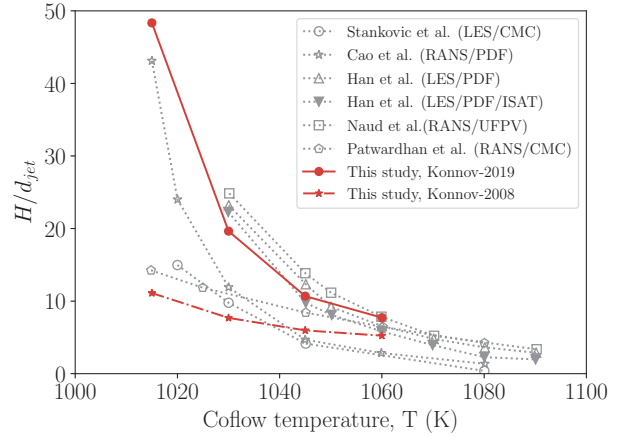 50
40
30
20
10
0
H/d_{jet}
Stankovic et al. (LES/CMC)
Cao et al. (RANS/PDF)
Han et al. (LES/PDF)
Han et al. (LES/PDF/ISAT)
Naud et al.(RANS/UFPV)
Patwardhan et al. (RANS/CMC)
This study, Konnov-2019
This study, Konnov-2008
1000 1020 1040 1060 1080 1100
Coflow temperature, T (K)